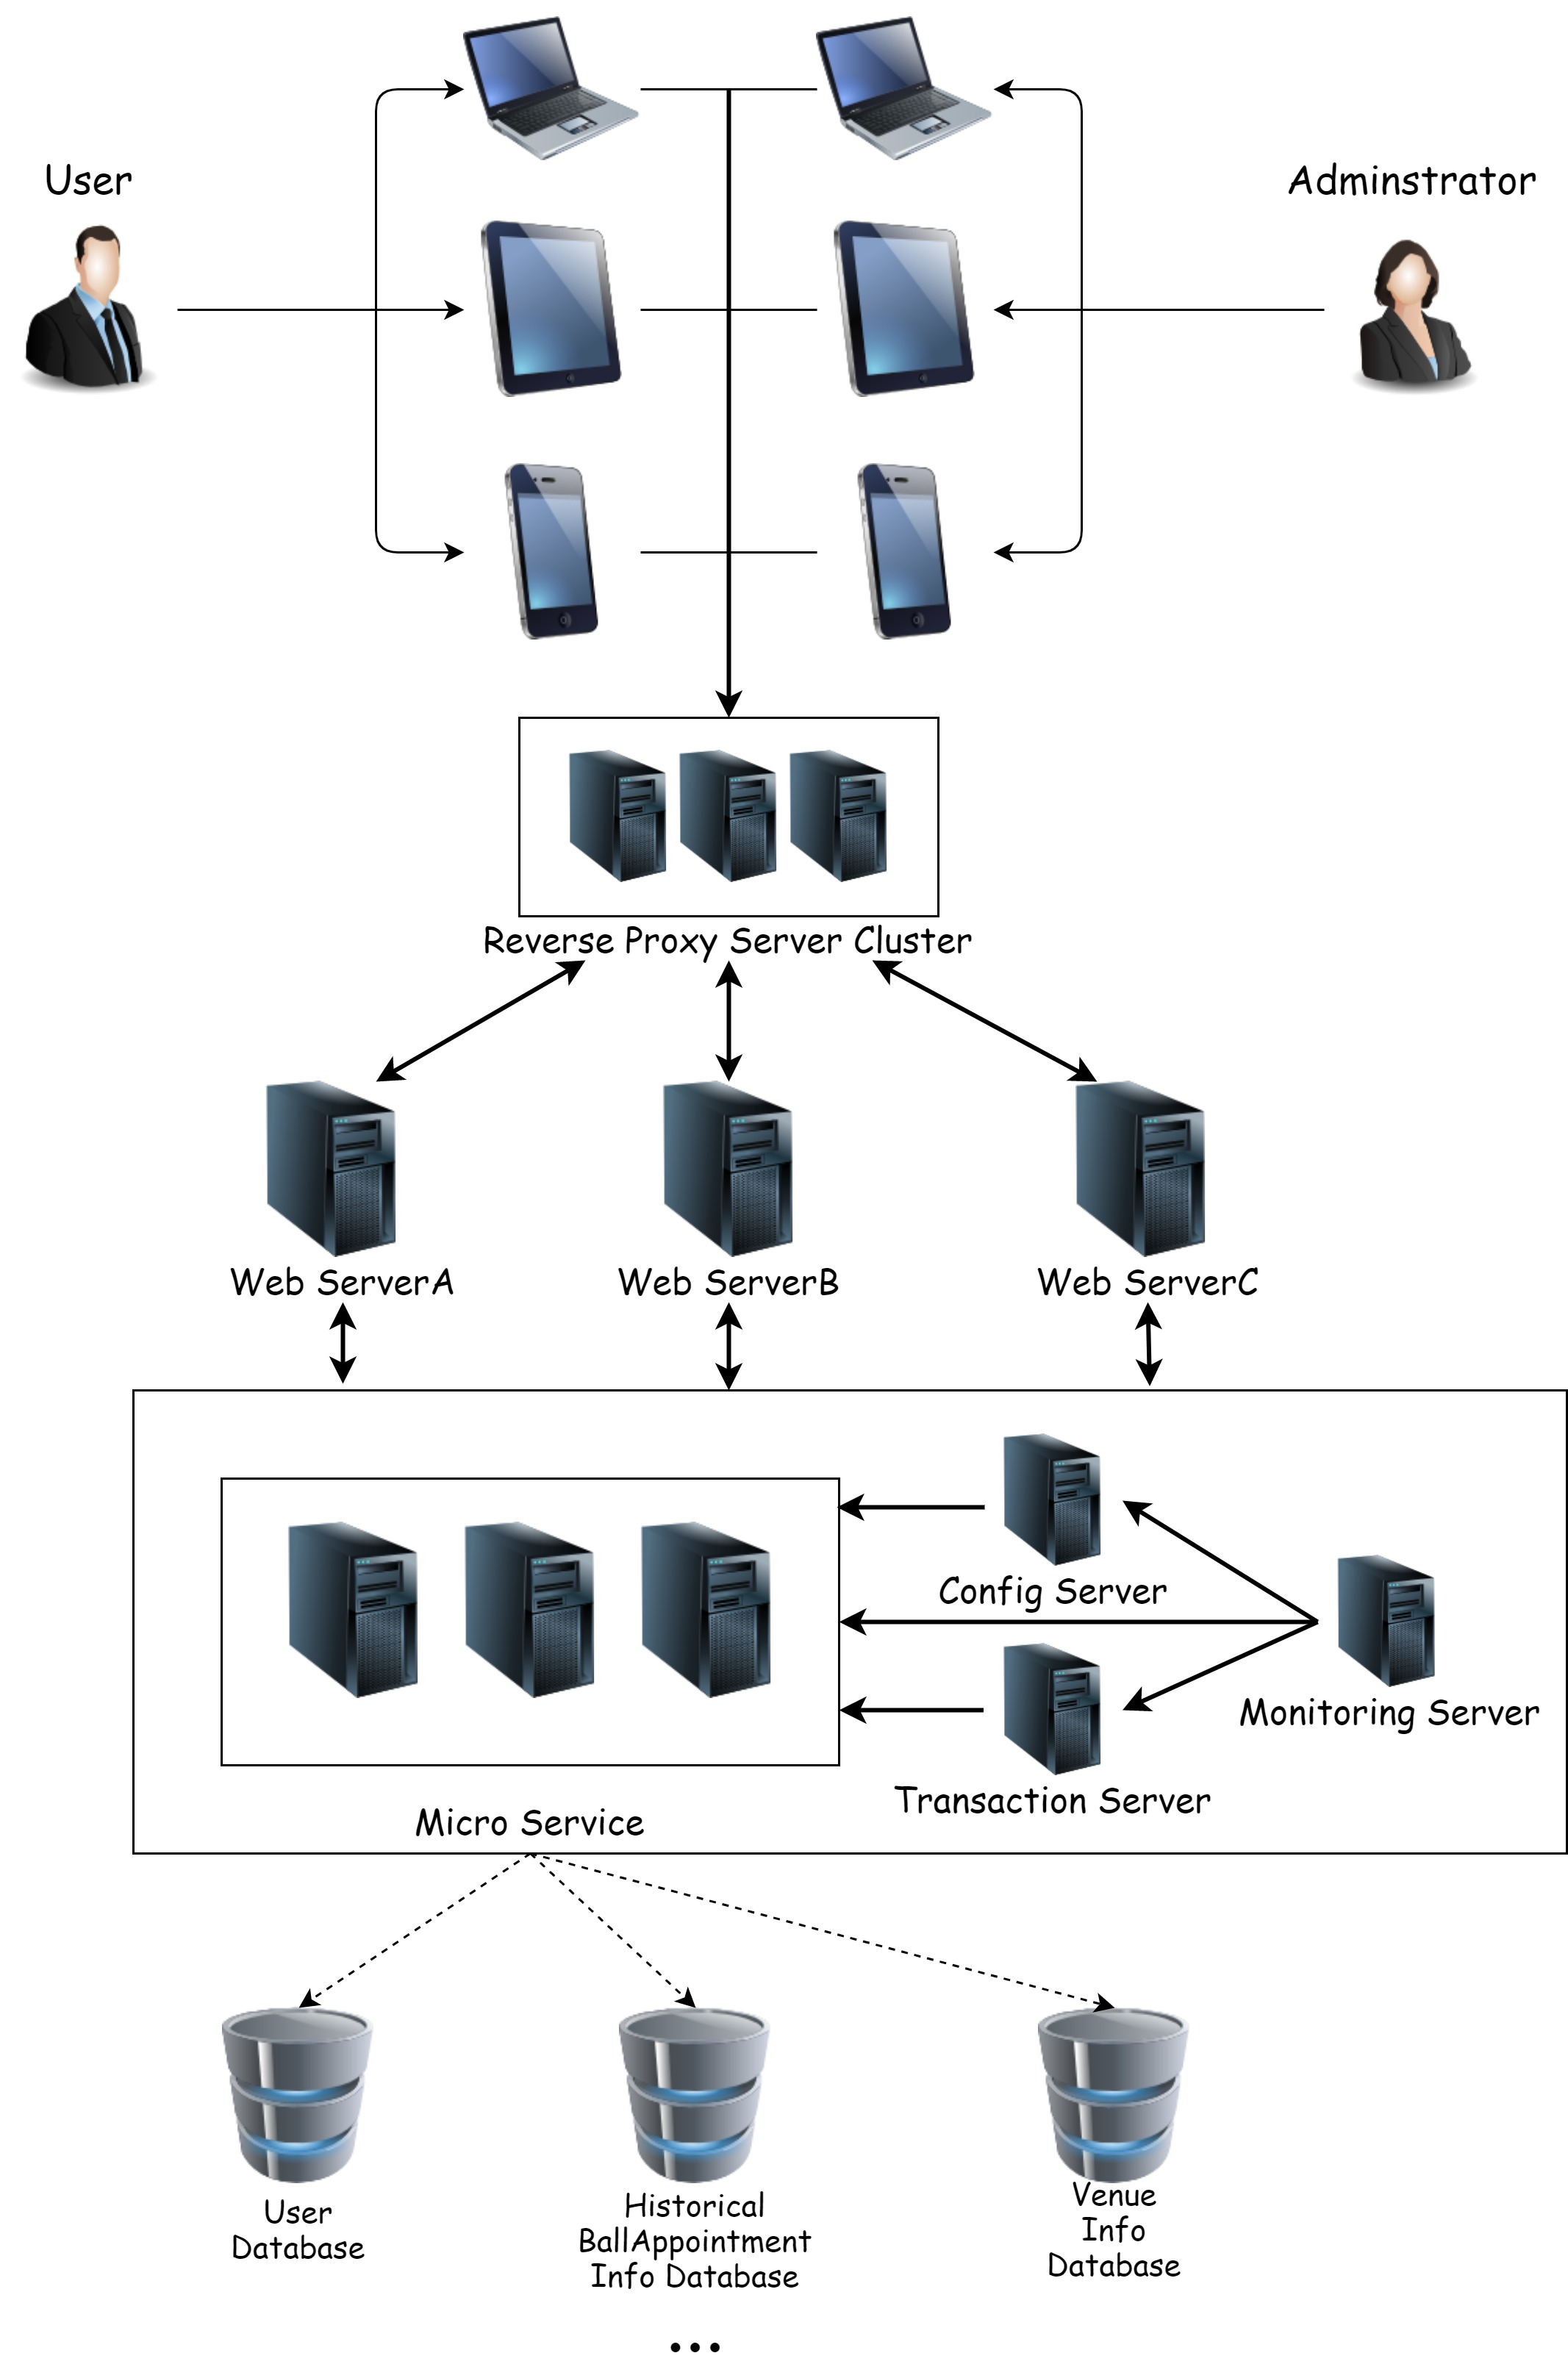 User
Adminstrator
Reverse Proxy Server Cluster
Web ServerA
Web ServerB
Web ServerC
Config Server
Monitoring Server
Transaction Server
Micro Service
User
Database
Historical
BallAppointment
Info Database
Venue
Info
Database
...